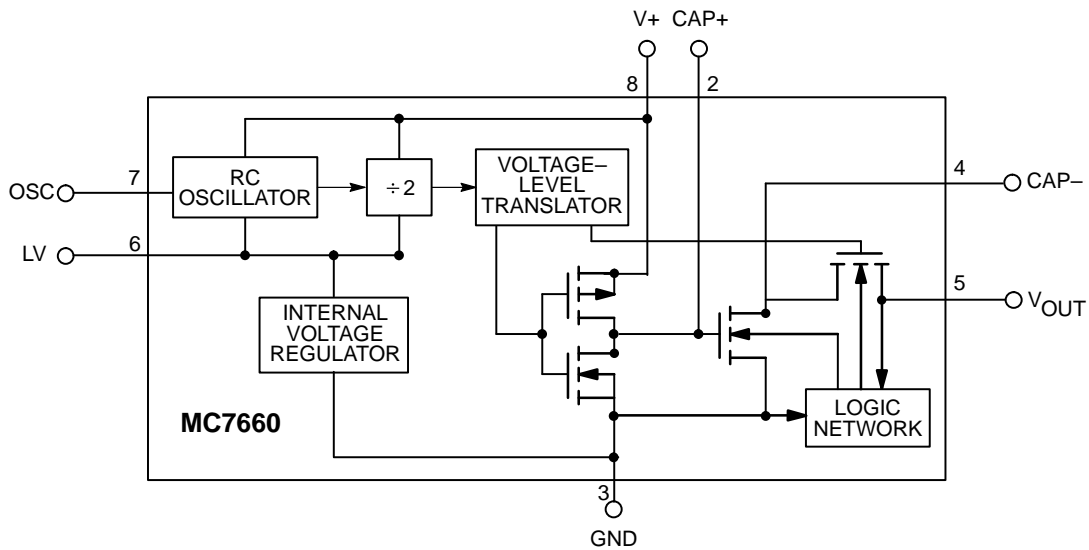 V+ CAP+
8 2
RC
OSCILLATOR
÷2
VOLTAGE–
LEVEL
TRANSLATOR
4
CAP–
OSC
7
LV
6
5
VOUT
INTERNAL
VOLTAGE
REGULATOR
LOGIC
NETWORK
MC7660
3
GND